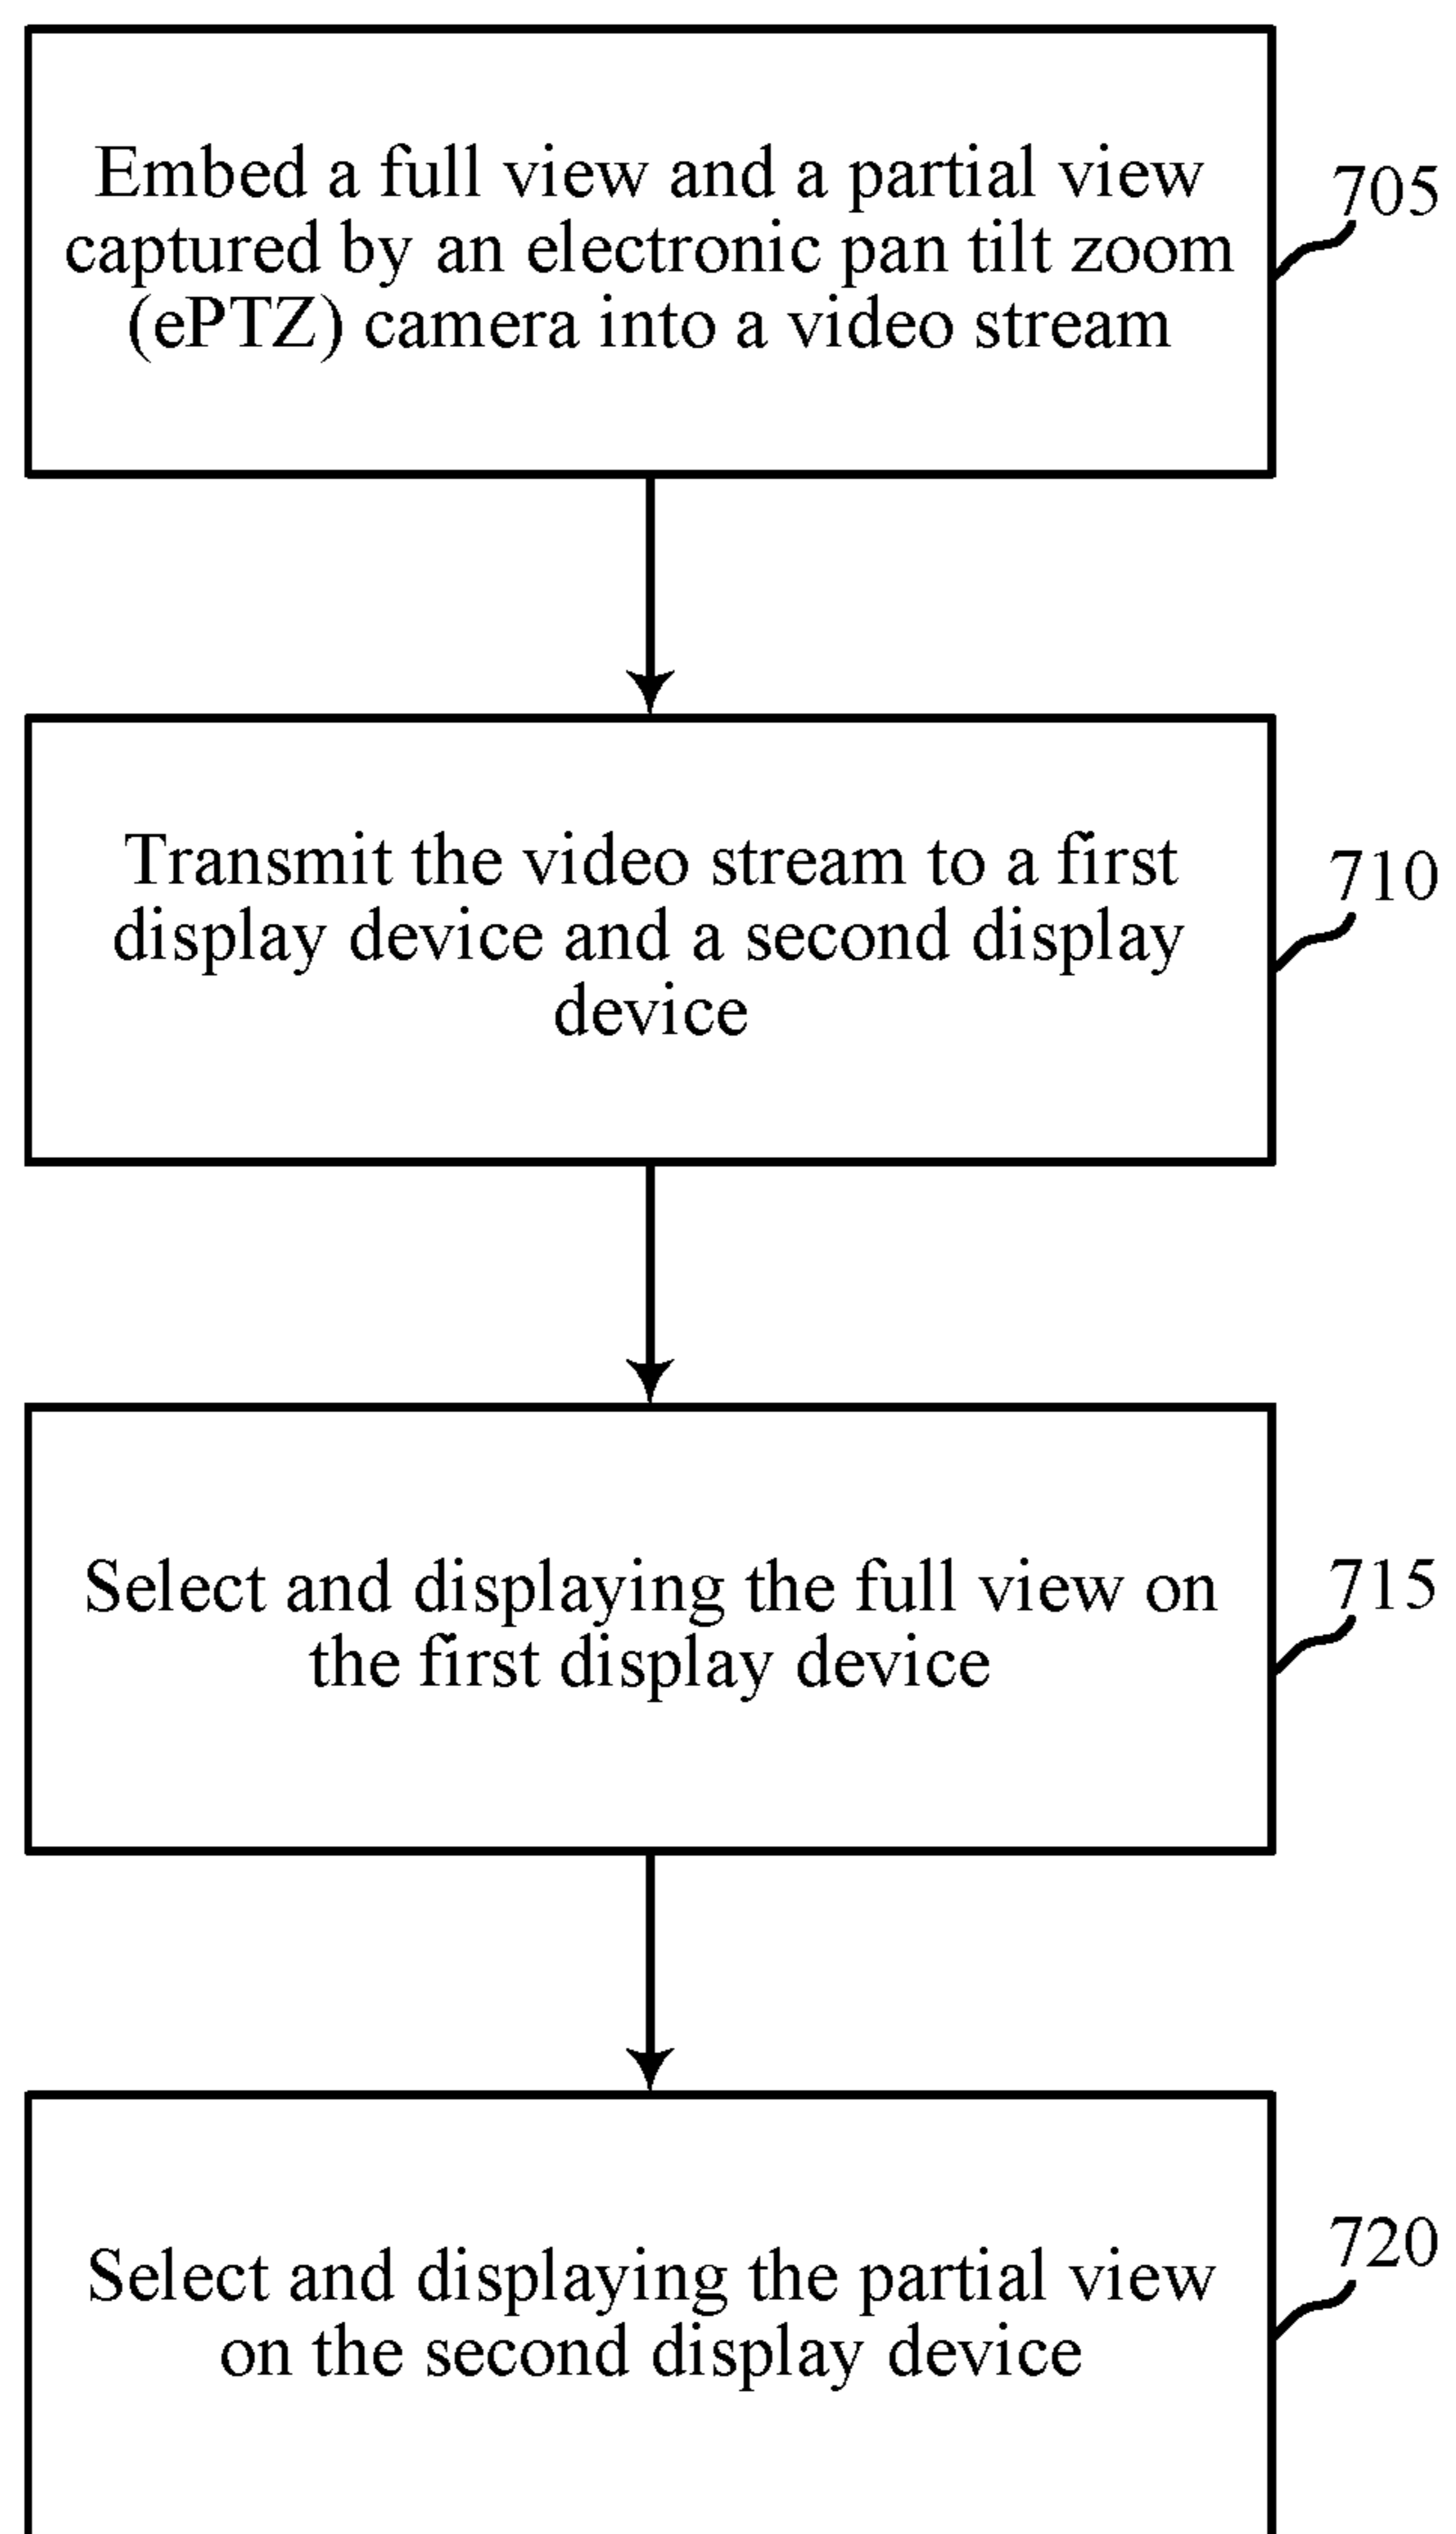 Embed a full view and a partial view
captured by an electronic pan tilt zoom
(ePTZ) camera into a video stream
705
Transmit the video stream to a first
display device and a second display
device
710
Select and displaying the full view on
the first display device
715
Select and displaying the partial view
on the second display device
720